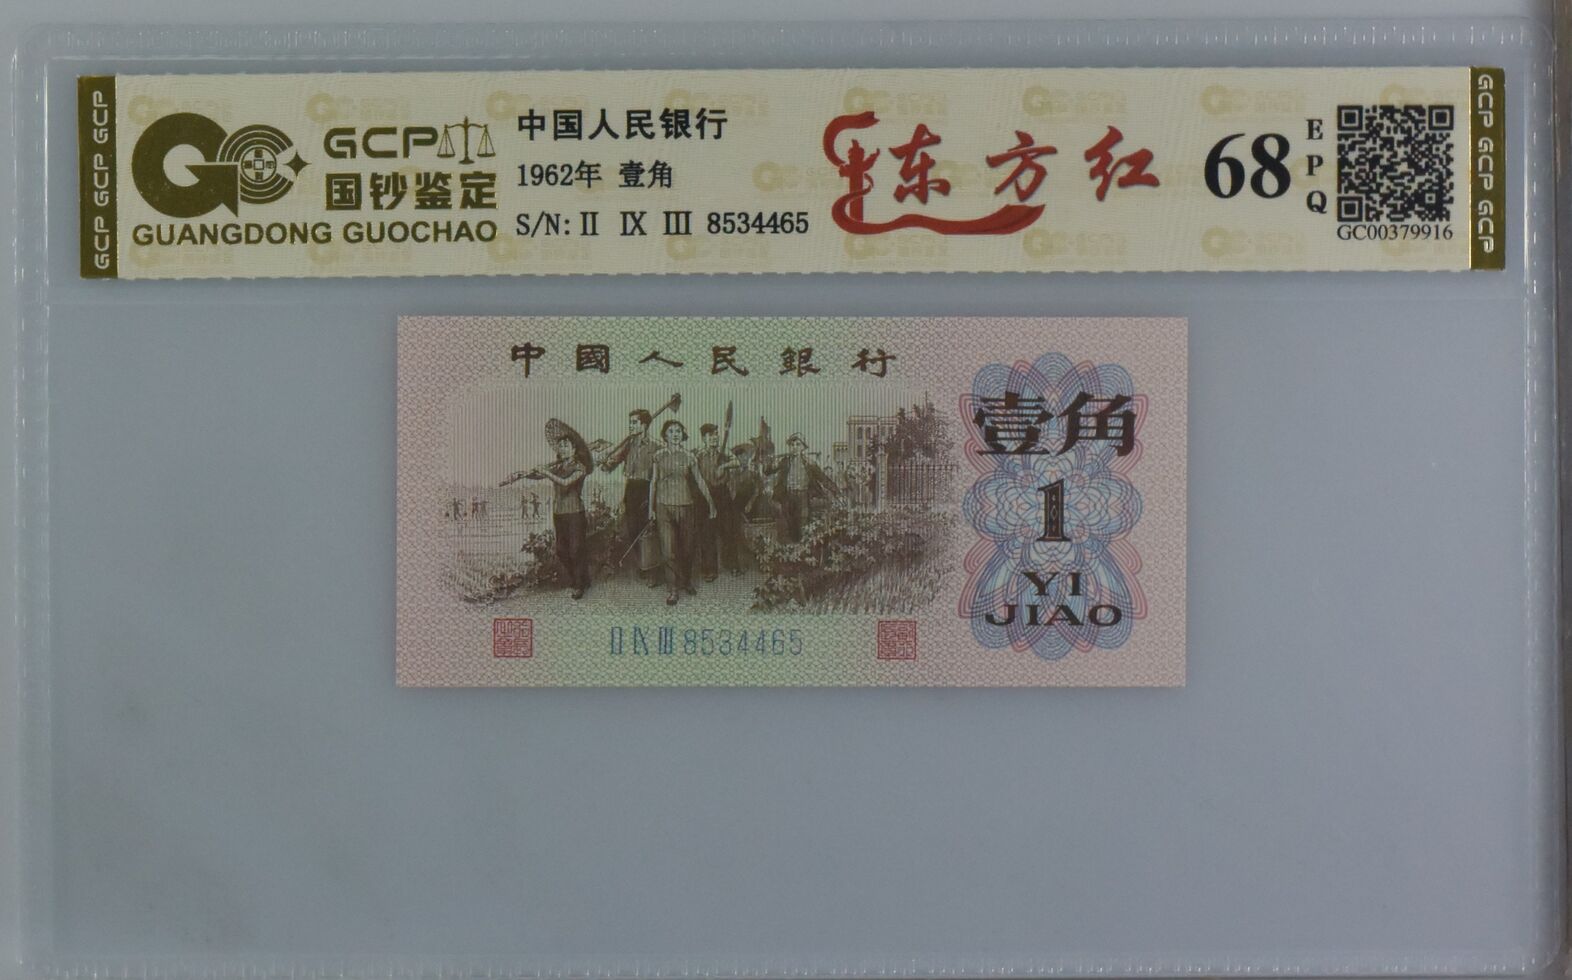 GCP GCP GCP
GCP
国钞鉴定
GUANGDONG GUOCHAO
中国人民银行
1962年 壹角
S/N: II IX III 8534465
东方红
68
EPQ
GC00379916
GCP GCP GCP
中國人民銀行
壹角
1
YI
JIAO
II IX III 8534465